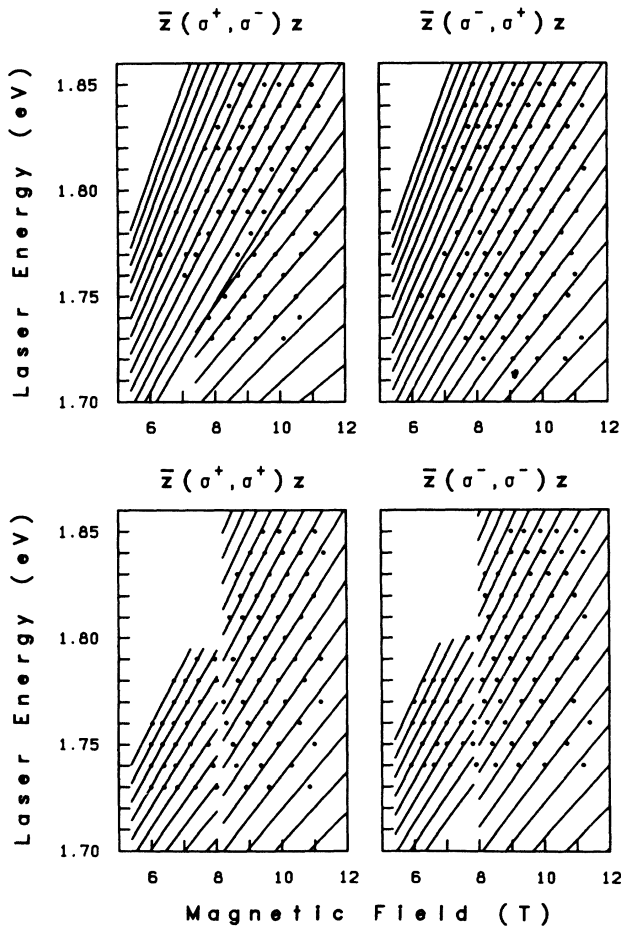 z̅(σ⁺,σ⁻)z
z̅(σ⁻,σ⁺)z
Laser Energy (eV)
1.85
1.80
1.75
1.70
6 8 10 12
6 8 10 12
z̅(σ⁺,σ⁺)z
z̅(σ⁻,σ⁻)z
Laser Energy (eV)
1.85
1.80
1.75
1.70
6 8 10 12
6 8 10 12
Magnetic Field (T)